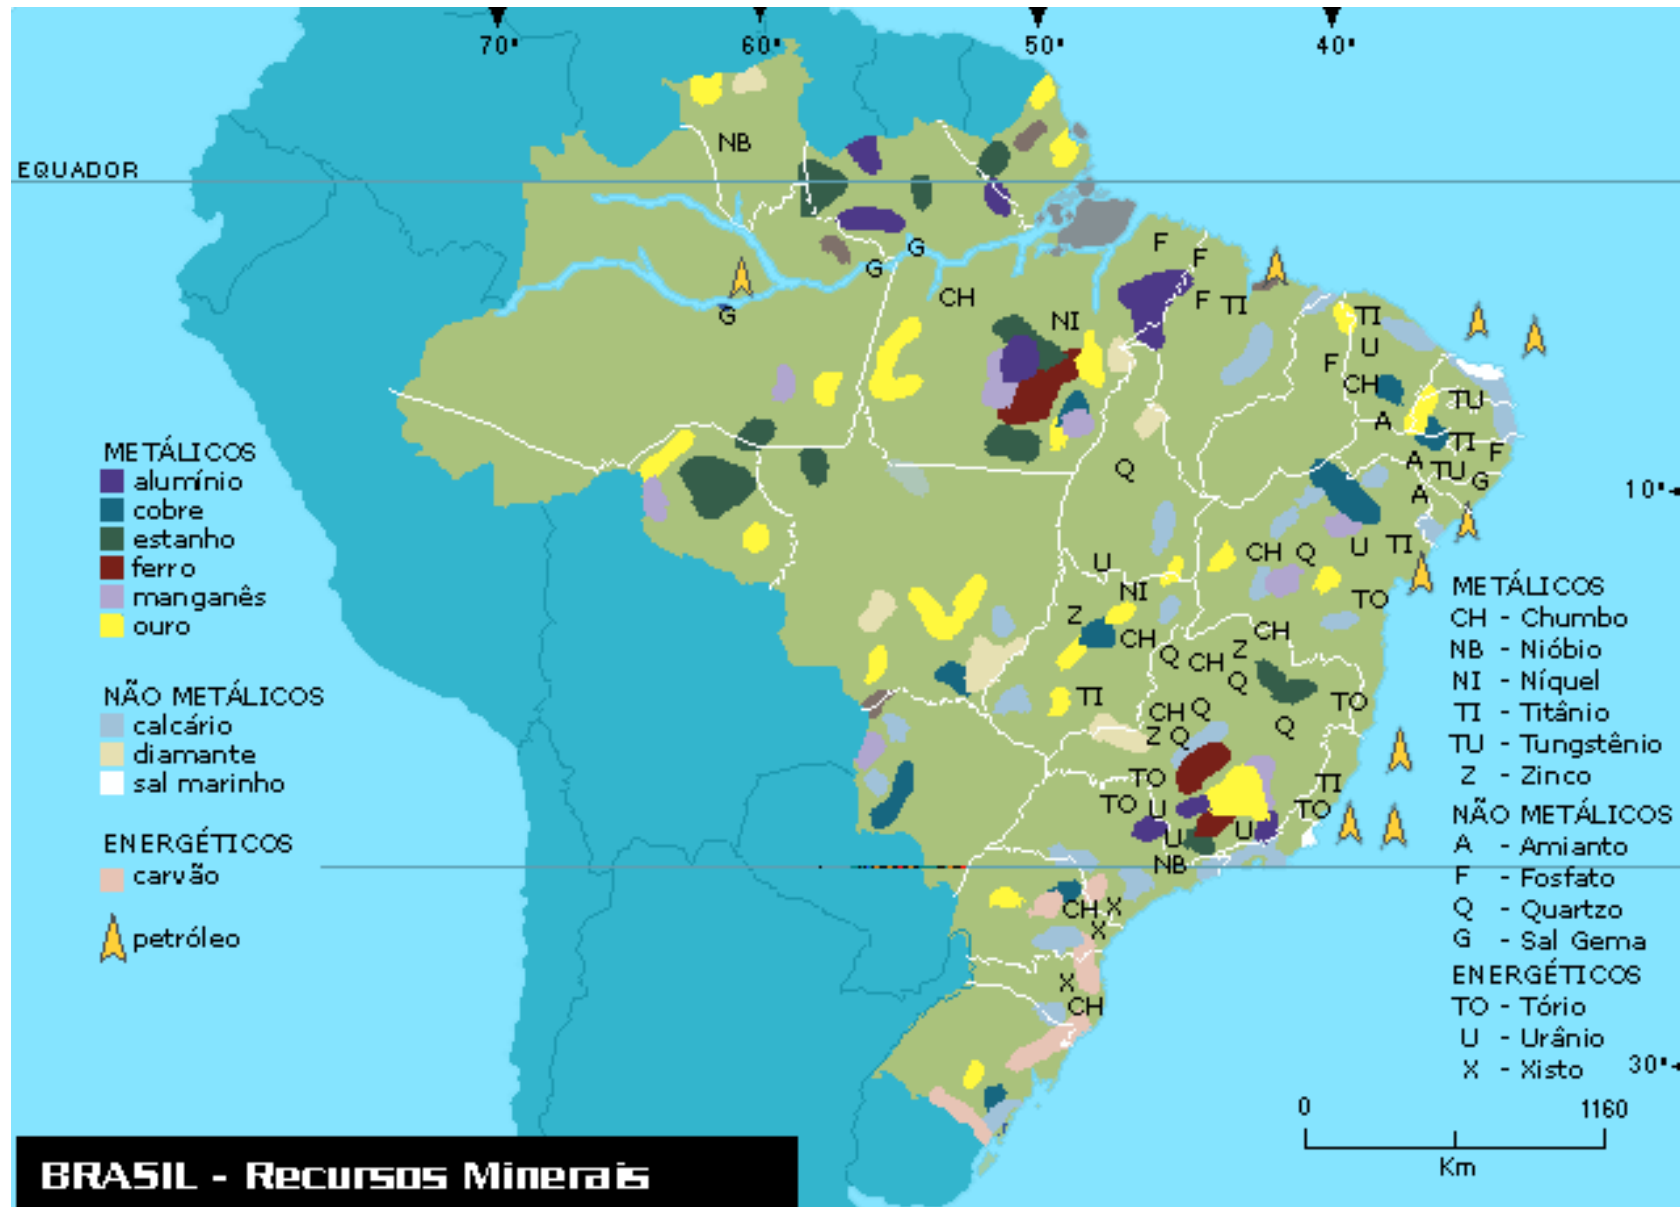 70°
60°
50°
40°
EQUADOR
NB
F
F
G
G
CH
F
TI
G
NI
TI
U
F
CH
TU
A
TI
F
A
TU
G
A
Q
10°
CH
Q
U
TI
U
NI
TO
Z
CH
CH
Z
Q
CH
Q
TI
CH
Q
TO
Z
Q
Q
TO
TI
TO
U
TO
U
U
NB
CH
X
X
X
CH
30°
METÁLICOS
alumínio
cobre
estanho
ferro
manganês
ouro
NÃO METÁLICOS
calcário
diamante
sal marinho
ENERGÉTICOS
carvão
petróleo
METÁLICOS
CH - Chumbo
NB - Nióbio
NI - Níquel
TI - Titânio
TU - Tungstênio
Z - Zinco
NÃO METÁLICOS
A - Amianto
F - Fosfato
Q - Quartzo
G - Sal Gema
ENERGÉTICOS
TO - Tório
U - Urânio
X - Xisto
0 1160
Km
BRASIL - Recursos Minerais